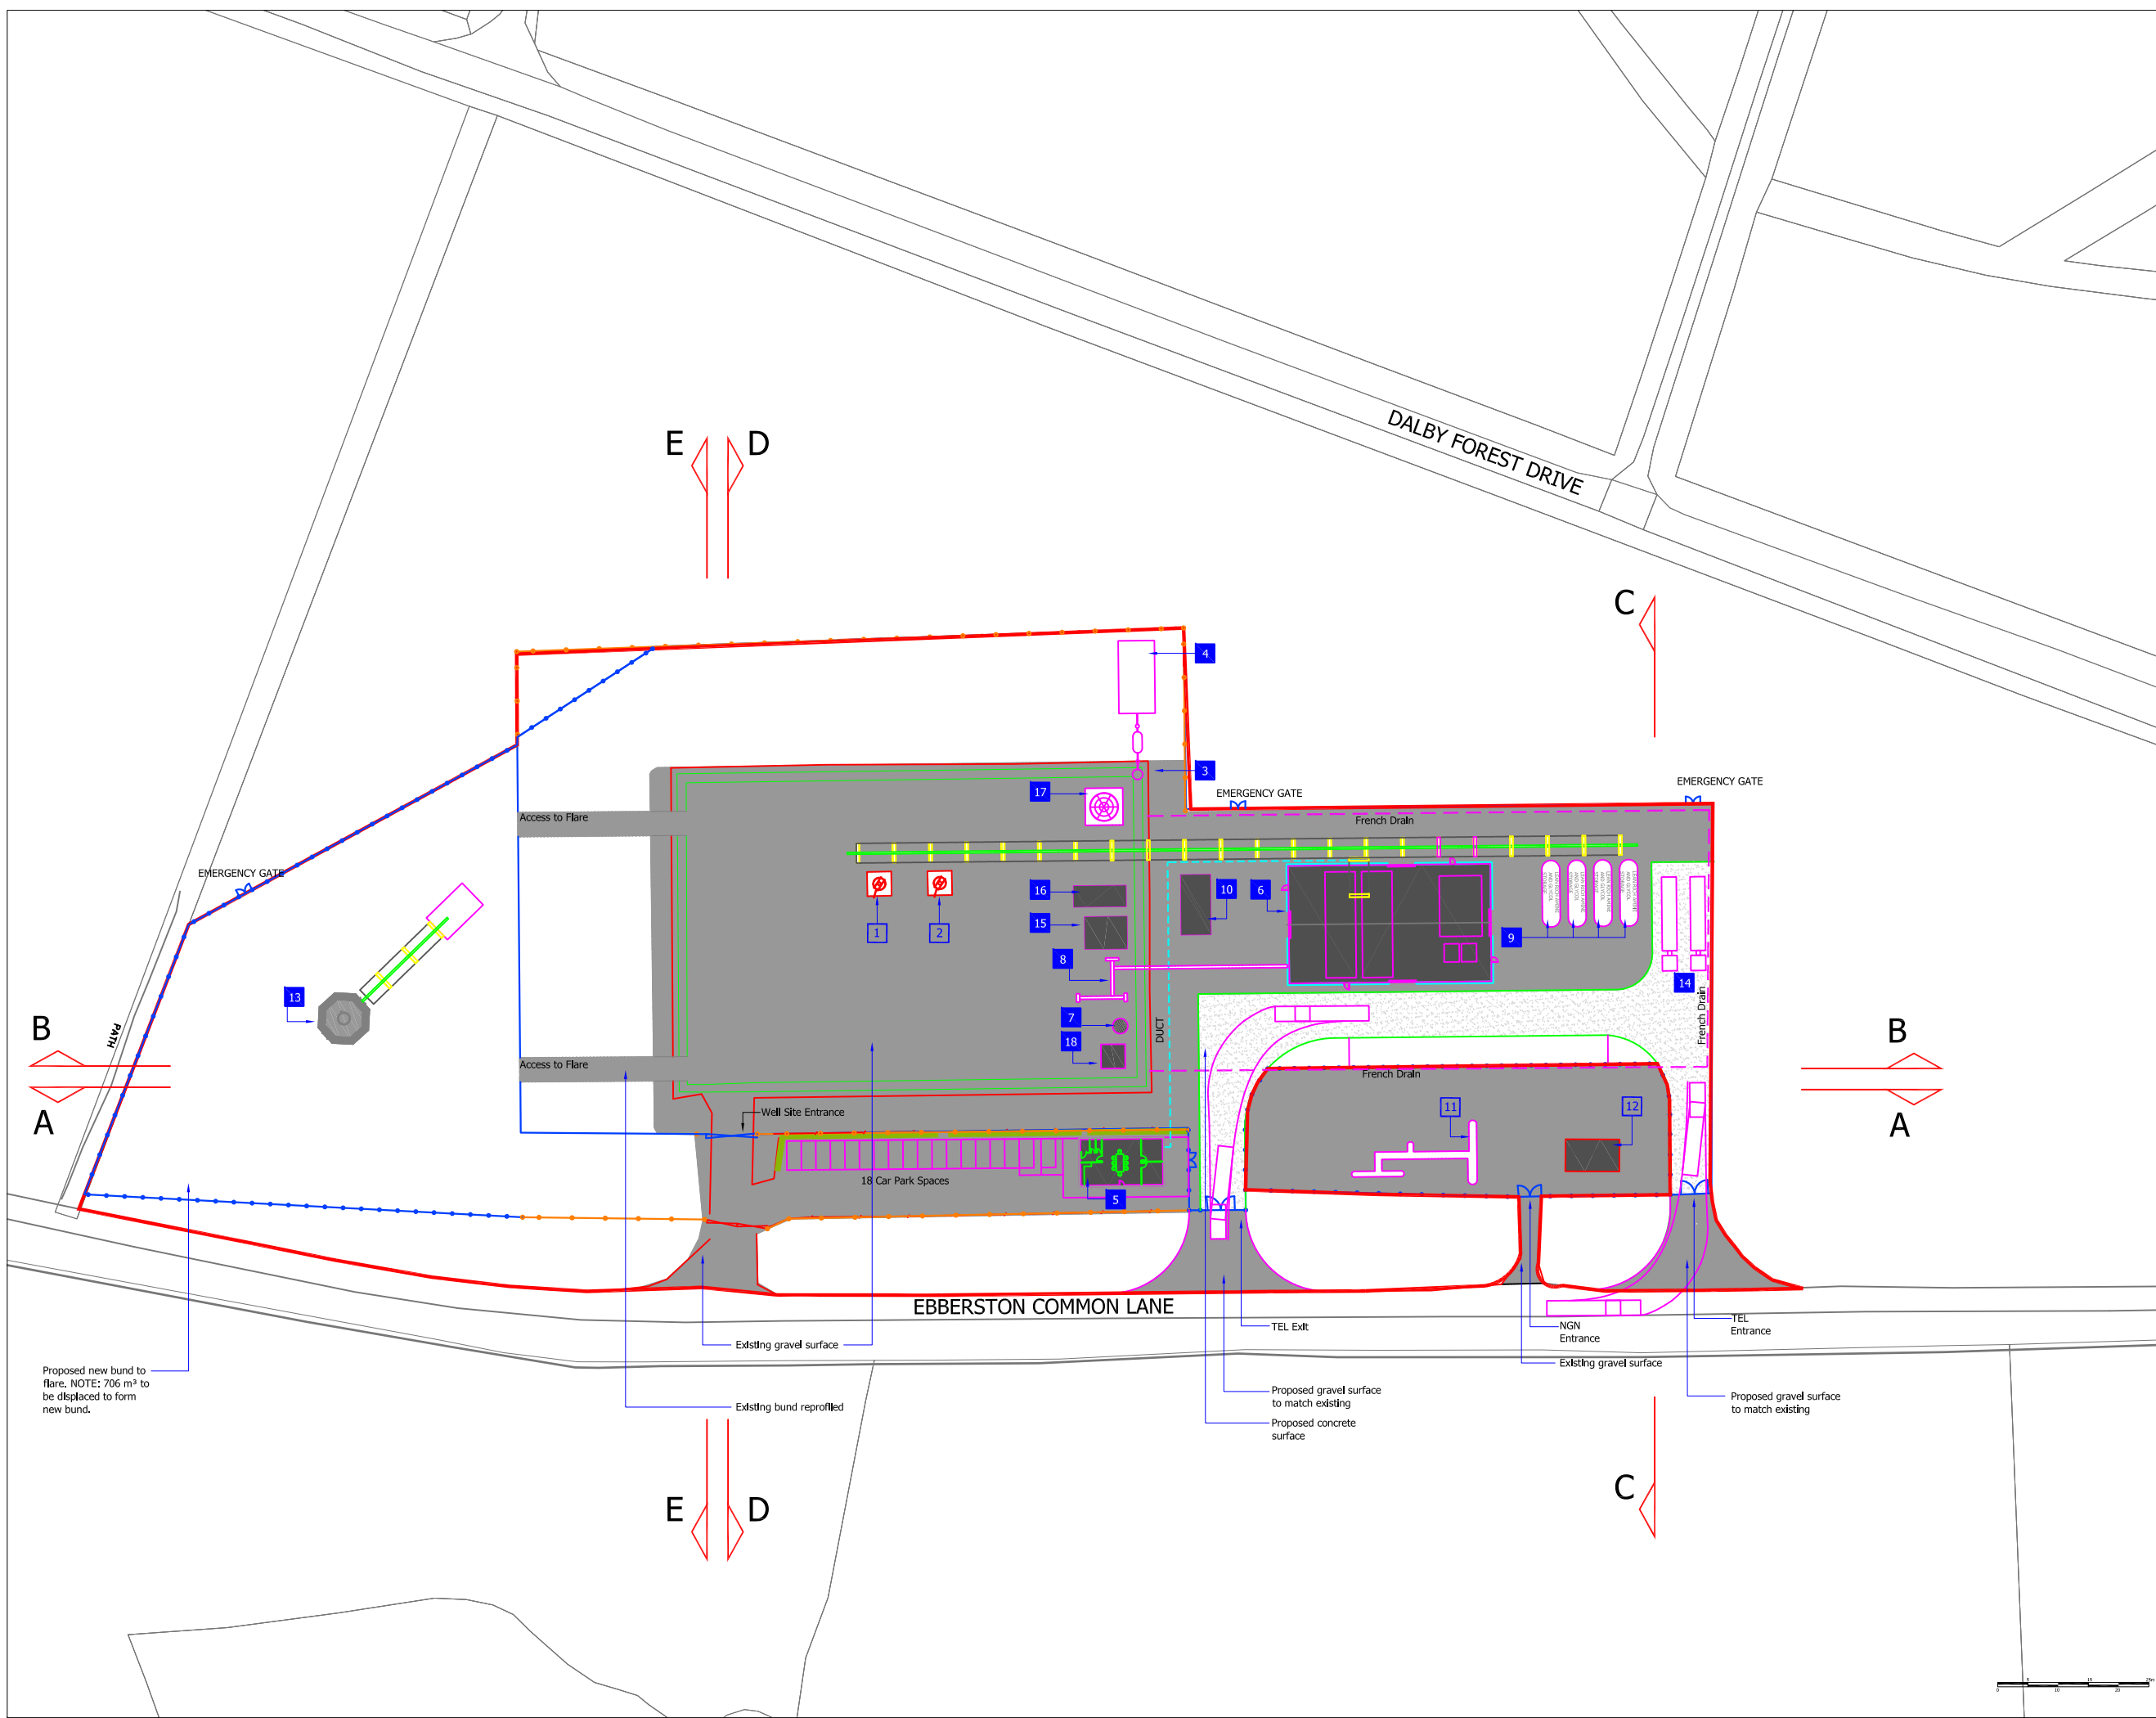 DALBY FOREST DRIVE
E
D
C
4
EMERGENCY GATE
3
17
EMERGENCY GATE
Access to Flare
French Drain
EMERGENCY GATE
16
10
6
15
1
2
9
8
14
13
French Drain
7
DUCT
B
PATH
18
B
Access to Flare
French Drain
A
Well Site Entrance
11
12
A
18 Car Park Spaces
5
EBBERSTON COMMON LANE
TEL Exit
NGN
Entrance
TEL
Entrance
Existing gravel surface
Existing gravel surface
Proposed new bund to
flare. NOTE: 706 m³ to
be displaced to form
new bund.
Proposed gravel surface
to match existing
Proposed gravel surface
to match existing
Existing bund reprofiled
Proposed concrete
surface
E
D
C